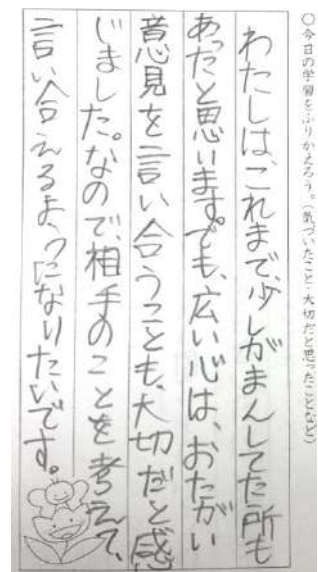 ○今日の学習をふりかえろう。(気づいたこと・大切だと思ったことなど)
わたしは、これまで、少しがまんしてた所も
あったと思います。でも、広い心は、おたがい
意見を言い合うことも、大切だと感
じました。なので、相手のことを考えて、
言い合えるようになりたいです。